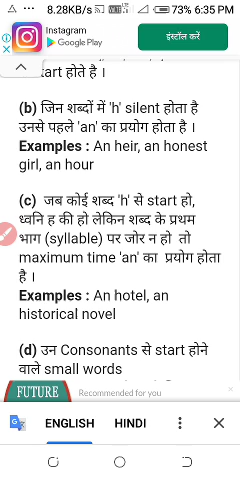 8.28KB/s 73% 6:35 PM
Instagram
Google Play
इंस्टॉल करें
tart होते है ।
(b) जिन शब्दों में 'h' silent होता है
उनसे पहले 'an' का प्रयोग होता है ।
Examples : An heir, an honest
girl, an hour
(c) जब कोई शब्द 'h' से start हो,
ध्वनि ह की हो लेकिन शब्द के प्रथम
भाग (syllable) पर जोर न हो तो
maximum time 'an' का प्रयोग होता
है ।
Examples : An hotel, an
historical novel
(d) उन Consonants से start होने
वाले small words
FUTURE Recommended for you
ENGLISH HINDI